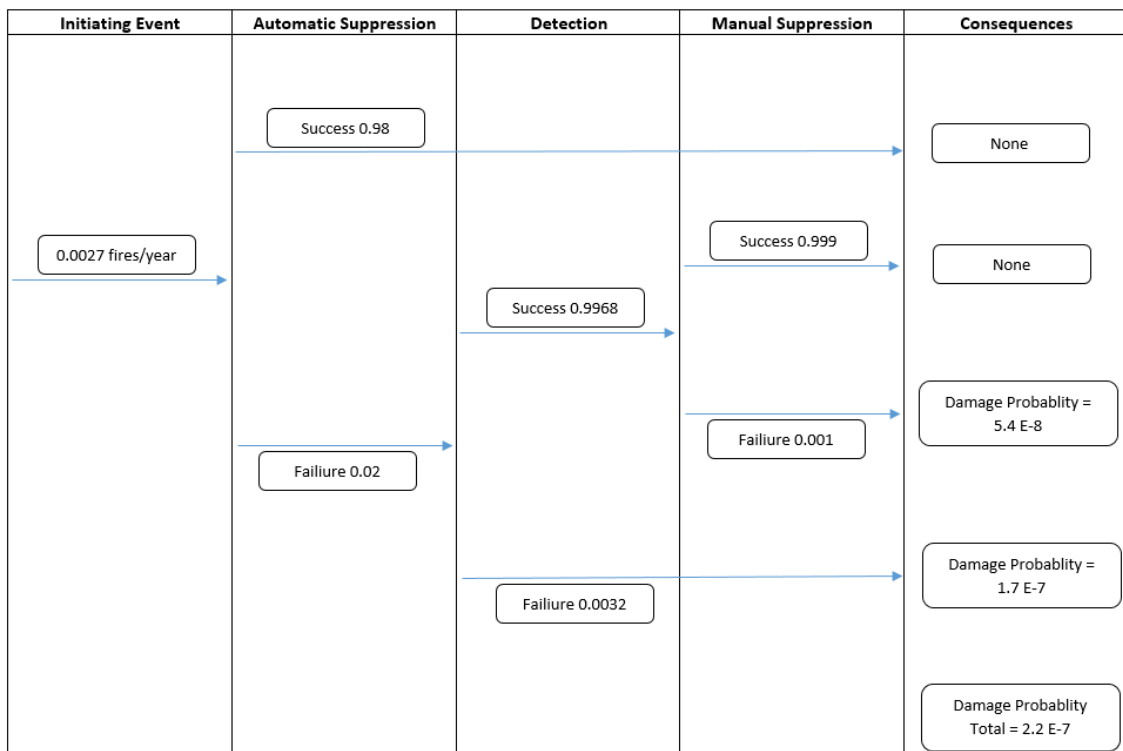 Initiating Event
Automatic Suppression
Detection
Manual Suppression
Consequences
Success 0.98
None
0.0027 fires/year
Success 0.999
None
Success 0.9968
Damage Probablity =
5.4 E-8
Failiure 0.001
Failiure 0.02
Damage Probablity =
1.7 E-7
Failiure 0.0032
Damage Probablity
Total = 2.2 E-7